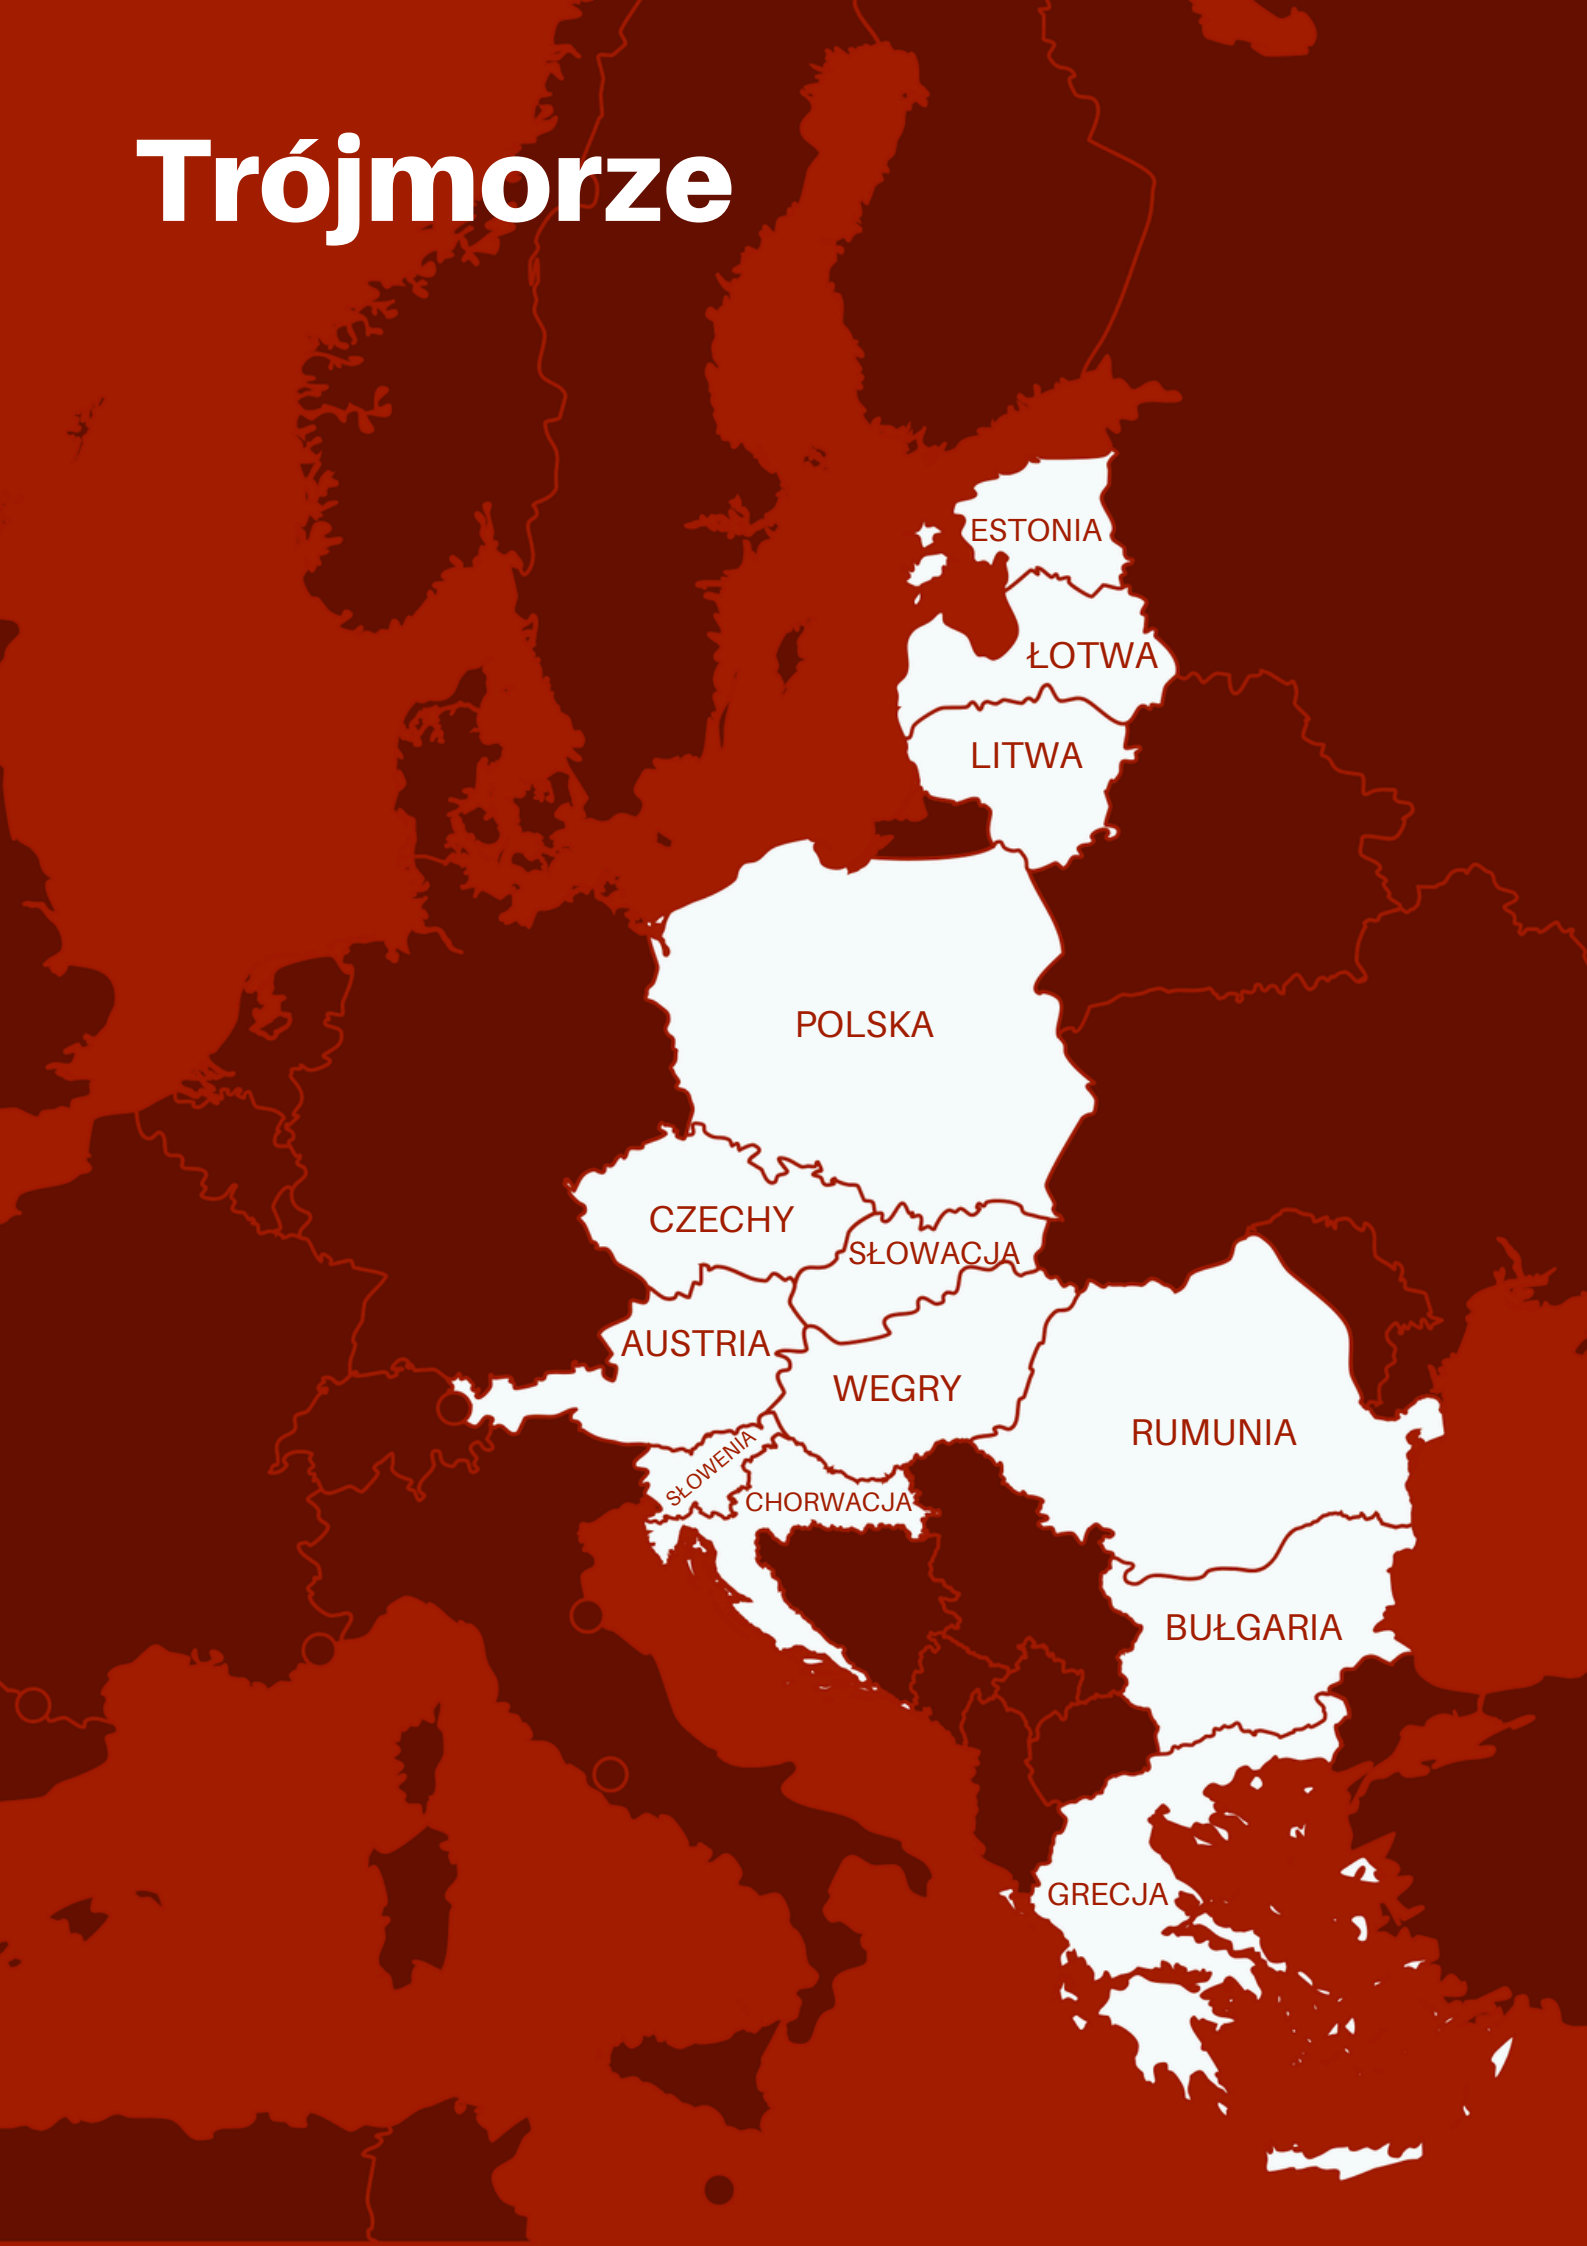 Trójmorze
ESTONIA
ŁOTWA
LITWA
POLSKA
CZECHY
SŁOWACJA
AUSTRIA
WEGRY
RUMUNIA
SŁOWENIA
CHORWACJA
BUŁGARIA
GRECJA